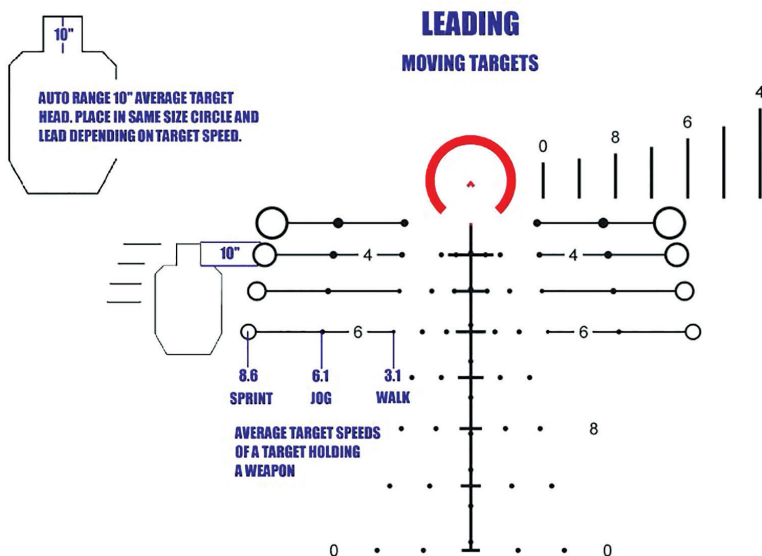 LEADING
MOVING TARGETS
10"
AUTO RANGE 10" AVERAGE TARGET
HEAD. PLACE IN SAME SIZE CIRCLE AND
LEAD DEPENDING ON TARGET SPEED.
0 8 6 4
10" 4 4
6 6
8.6 6.1 3.1
SPRINT JOG WALK
AVERAGE TARGET SPEEDS
OF A TARGET HOLDING
A WEAPON
8
0 0